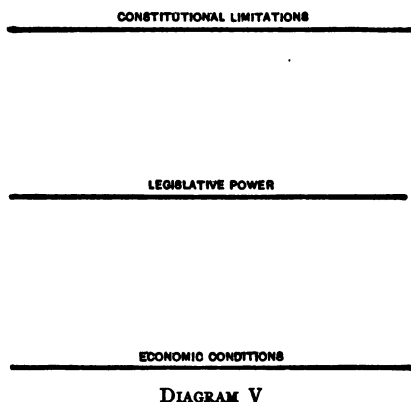 CONSTITUTIONAL LIMITATIONS
LEGISLATIVE POWER
ECONOMIC CONDITIONS
DIAGRAM V